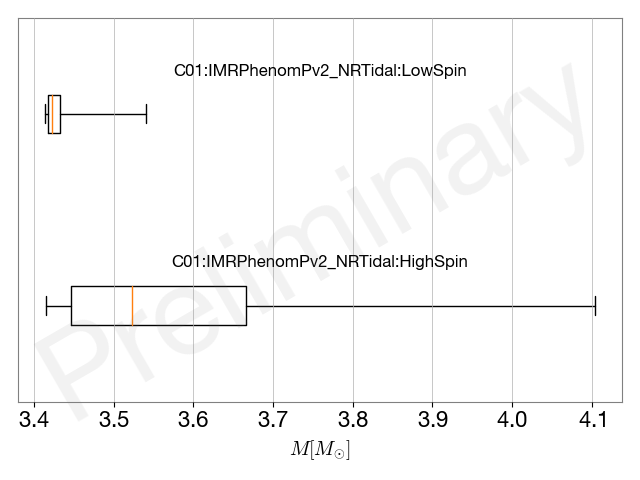 C01:IMRPhenomPv2_NRTidal:LowSpin
Preliminary
C01:IMRPhenomPv2_NRTidal:HighSpin
3.4 3.5 3.6 3.7 3.8 3.9 4.0 4.1
M[M☉]